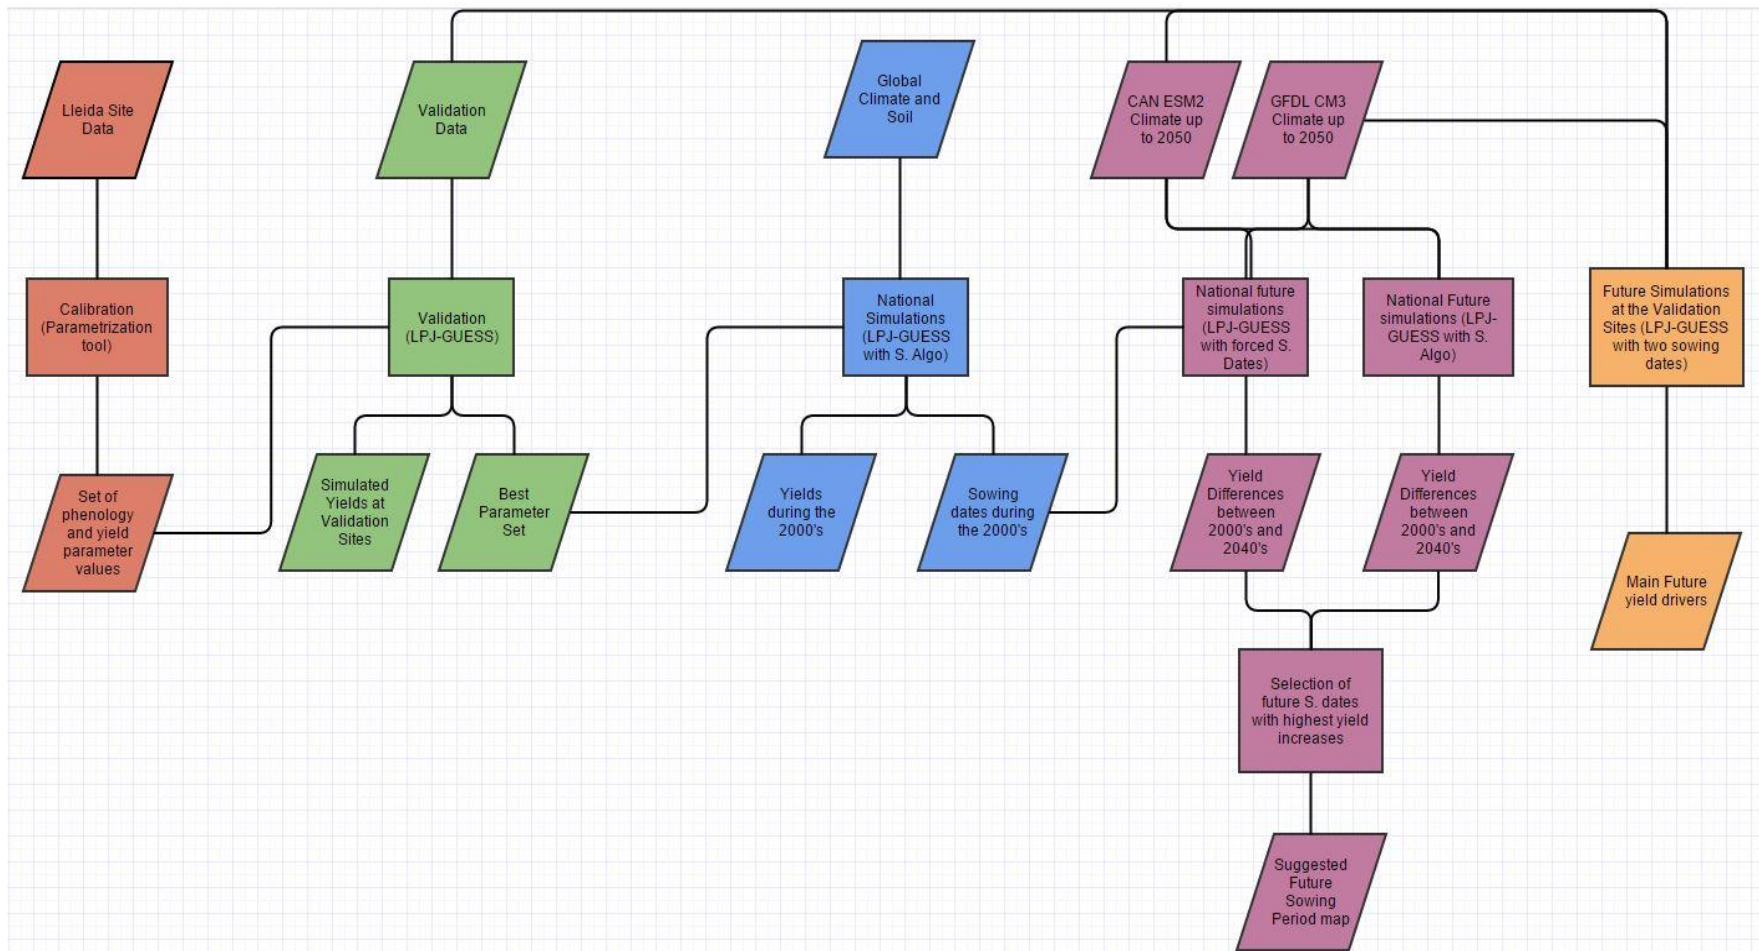 Lleida Site
Data
Validation
Data
Global
Climate and
Soil
CAN ESM2
Climate up
to 2050
GFDL CM3
Climate up
to 2050
Calibration
(Parametrization
tool)
Validation
(LPJ-GUESS)
National
Simulations
(LPJ-GUESS
with S. Algo)
National future
simulations
(LPJ-GUESS
with forced S.
Dates)
National Future
simulations (LPJ-
GUESS with S.
Algo)
Future Simulations
at the Validation
Sites (LPJ-GUESS
with two sowing
dates)
Set of
phenology
and yield
parameter
values
Simulated
Yields at
Validation
Sites
Best
Parameter
Set
Yields
during the
2000's
Sowing
dates during
the 2000's
Yield
Differences
between
2000's and
2040's
Yield
Differences
between
2000's and
2040's
Main Future
yield drivers
Selection of
future S. dates
with highest yield
increases
Suggested
Future
Sowing
Period map